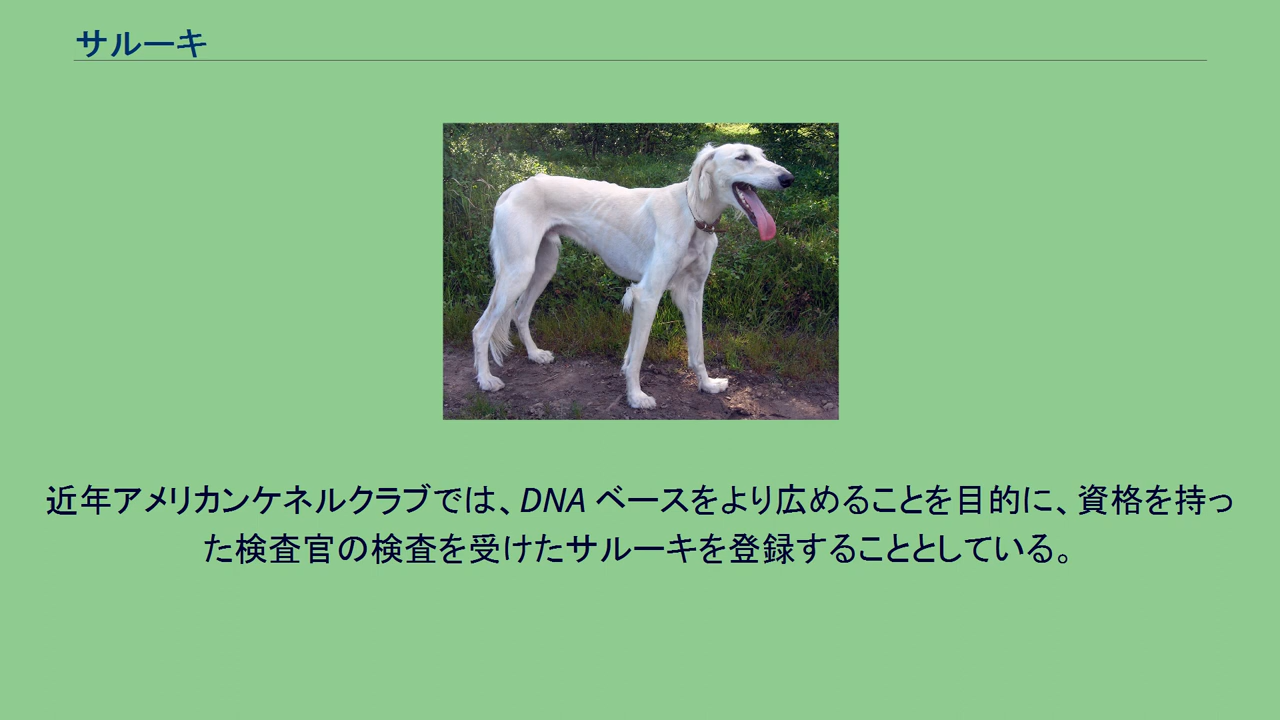 サルーキ
近年アメリカンケネルクラブでは、DNA ベースをより広めることを目的に、資格を持っ
た検査官の検査を受けたサルーキを登録することとしている。